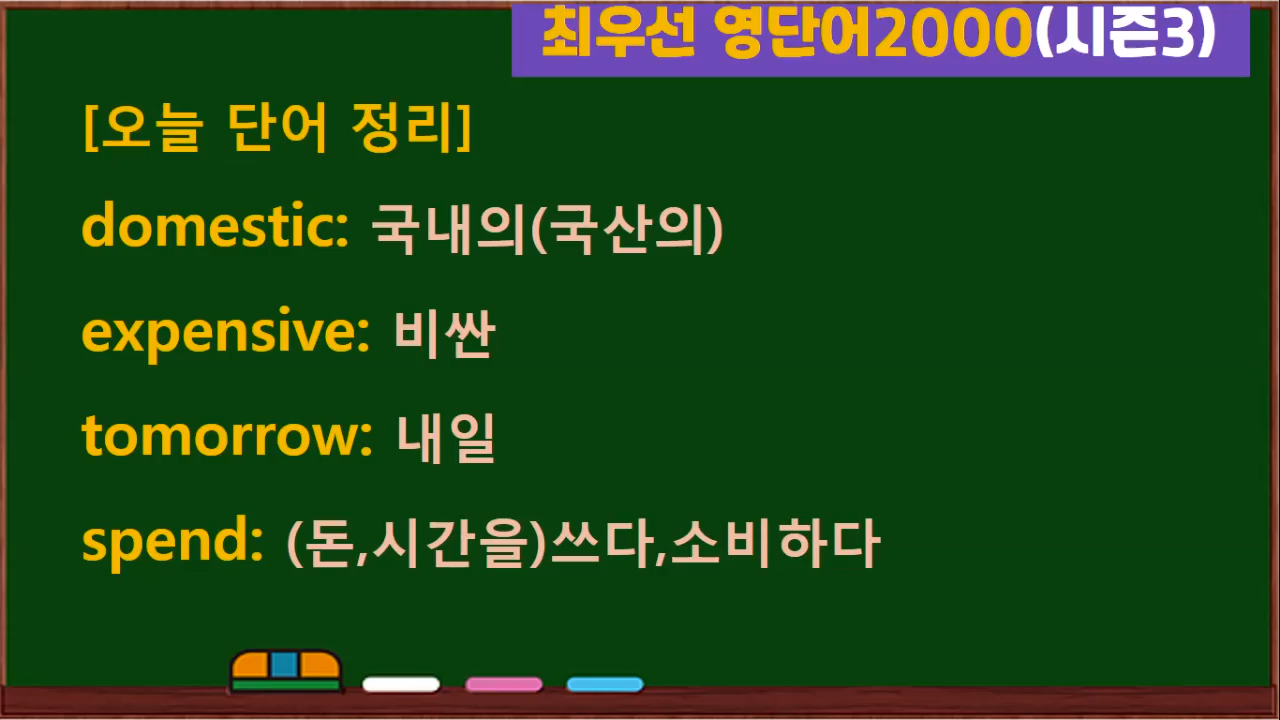 최우선 영단어2000(시즌3)
[오늘 단어 정리]
domestic: 국내의(국산의)
expensive: 비싼
tomorrow: 내일
spend: (돈,시간을)쓰다,소비하다